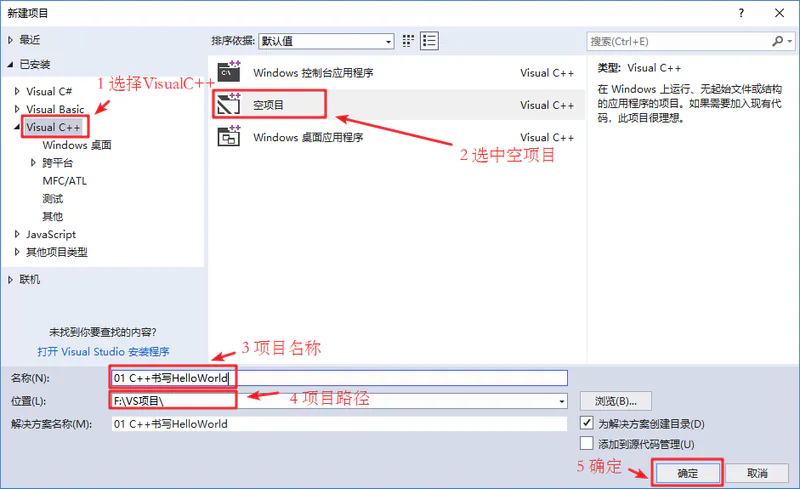 新建项目
? ×
最近
已安装
Visual C#
Visual Basic
Visual C++
Windows 桌面
跨平台
MFC/ATL
测试
其他
JavaScript
其他项目类型
联机
未找到你要查找的内容?
打开 Visual Studio 安装程序
1 选择VisualC++
排序依据: 默认值
Windows 控制台应用程序 Visual C++
空项目 Visual C++
Windows 桌面应用程序 Visual C++
2 选中空项目
搜索(Ctrl+E)
类型: Visual C++
在 Windows 上运行、无起始文件或结构
的应用程序的项目。如果需要加入现有代
码，此项目很理想。
3 项目名称
名称(N): 01 C++书写HelloWorld
位置(L): F:\VS项目\
4 项目路径
浏览(B)...
解决方案名称(M): 01 C++书写HelloWorld
为解决方案创建目录(D)
添加到源代码管理(U)
5 确定
确定
取消